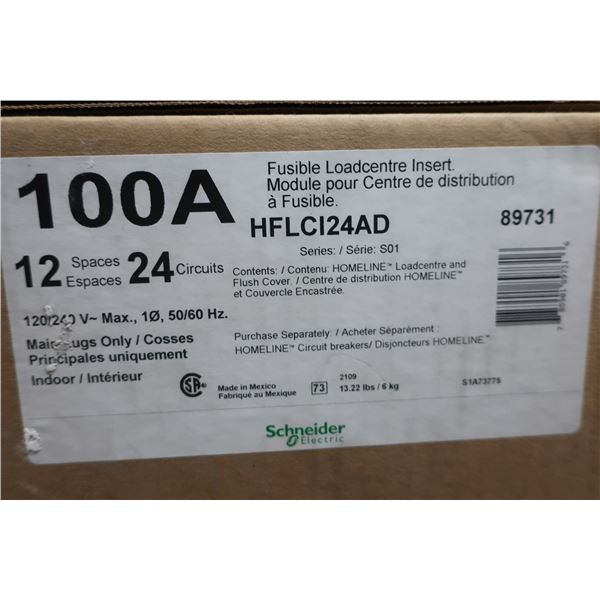 100A
Fusible Loadcentre Insert.
Module pour Centre de distribution
à Fusible.
HFLCI24AD
89731
Series: / Série: S01
12 Spaces
Espaces 24 Circuits
Contents: / Contenu: HOMELINE™ Loadcentre and
Flush Cover. / Centre de distribution HOMELINE™
et Couvercle Encastrée.
120/240 V~ Max., 1Ø, 50/60 Hz.
Main Lugs Only / Cosses
Principales uniquement
Indoor / Intérieur
Purchase Separately: / Acheter Séparément :
HOMELINE™ Circuit breakers/ Disjoncteurs HOMELINE™
Made in Mexico
Fabriqué au Mexique
73
2109
13.22 lbs / 6 kg
S1A73775
Schneider
Electric